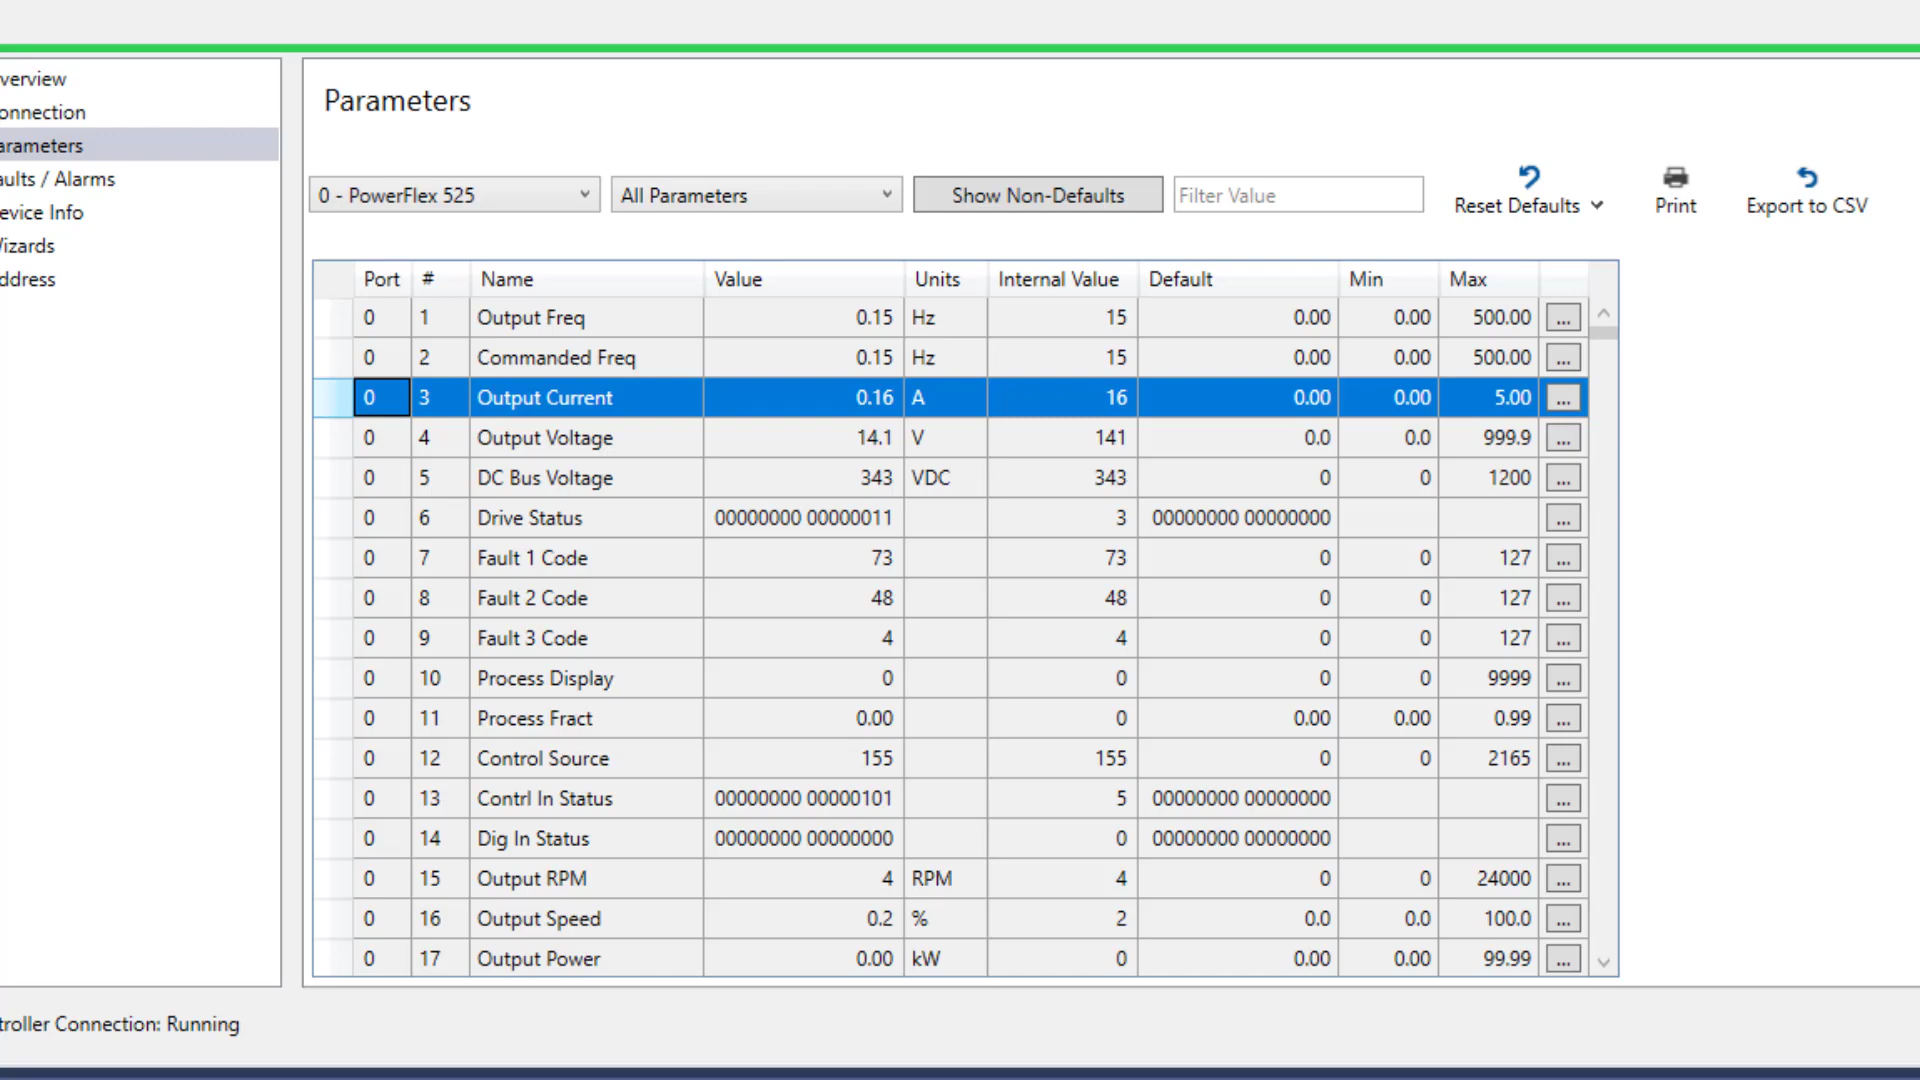 verview
onnection
arameters
aults / Alarms
evice Info
izards
ddress
Parameters
0 - PowerFlex 525
All Parameters
Show Non-Defaults
Filter Value
Reset Defaults
Print
Export to CSV
Port # Name Value Units Internal Value Default Min Max
0 1 Output Freq 0.15 Hz 15 0.00 0.00 500.00 ...
0 2 Commanded Freq 0.15 Hz 15 0.00 0.00 500.00 ...
0 3 Output Current 0.16 A 16 0.00 0.00 5.00 ...
0 4 Output Voltage 14.1 V 141 0.0 0.0 999.9 ...
0 5 DC Bus Voltage 343 VDC 343 0 0 1200 ...
0 6 Drive Status 00000000 00000011 3 00000000 00000000 ...
0 7 Fault 1 Code 73 73 0 0 127 ...
0 8 Fault 2 Code 48 48 0 0 127 ...
0 9 Fault 3 Code 4 4 0 0 127 ...
0 10 Process Display 0 0 0 0 9999 ...
0 11 Process Fract 0.00 0 0.00 0.00 0.99 ...
0 12 Control Source 155 155 0 0 2165 ...
0 13 Contrl In Status 00000000 00000101 5 00000000 00000000 ...
0 14 Dig In Status 00000000 00000000 0 00000000 00000000 ...
0 15 Output RPM 4 RPM 4 0 0 24000 ...
0 16 Output Speed 0.2 % 2 0.0 0.0 100.0 ...
0 17 Output Power 0.00 kW 0 0.00 0.00 99.99 ...
troller Connection: Running